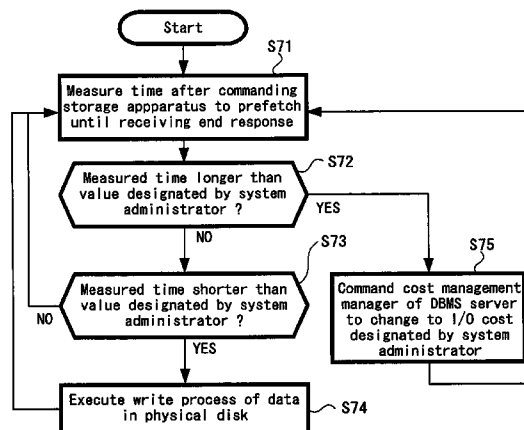 Start
S71
Measure time after commanding
storage appparatus to prefetch
until receiving end response
S72
Measured time longer than
value designated by system
administrator ?
YES
NO
S73
Measured time shorter than
value designated by system
administrator ?
NO
YES
S75
Command cost management
manager of DBMS server
to change to I/O cost
designated by system
administrator
Execute write process of data
in physical disk
S74